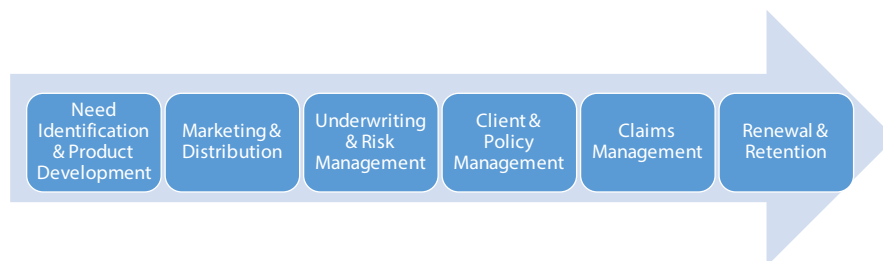 Need
Identification
& Product
Development
Marketing &
Distribution
Underwriting
& Risk
Management
Client &
Policy
Management
Claims
Management
Renewal &
Retention